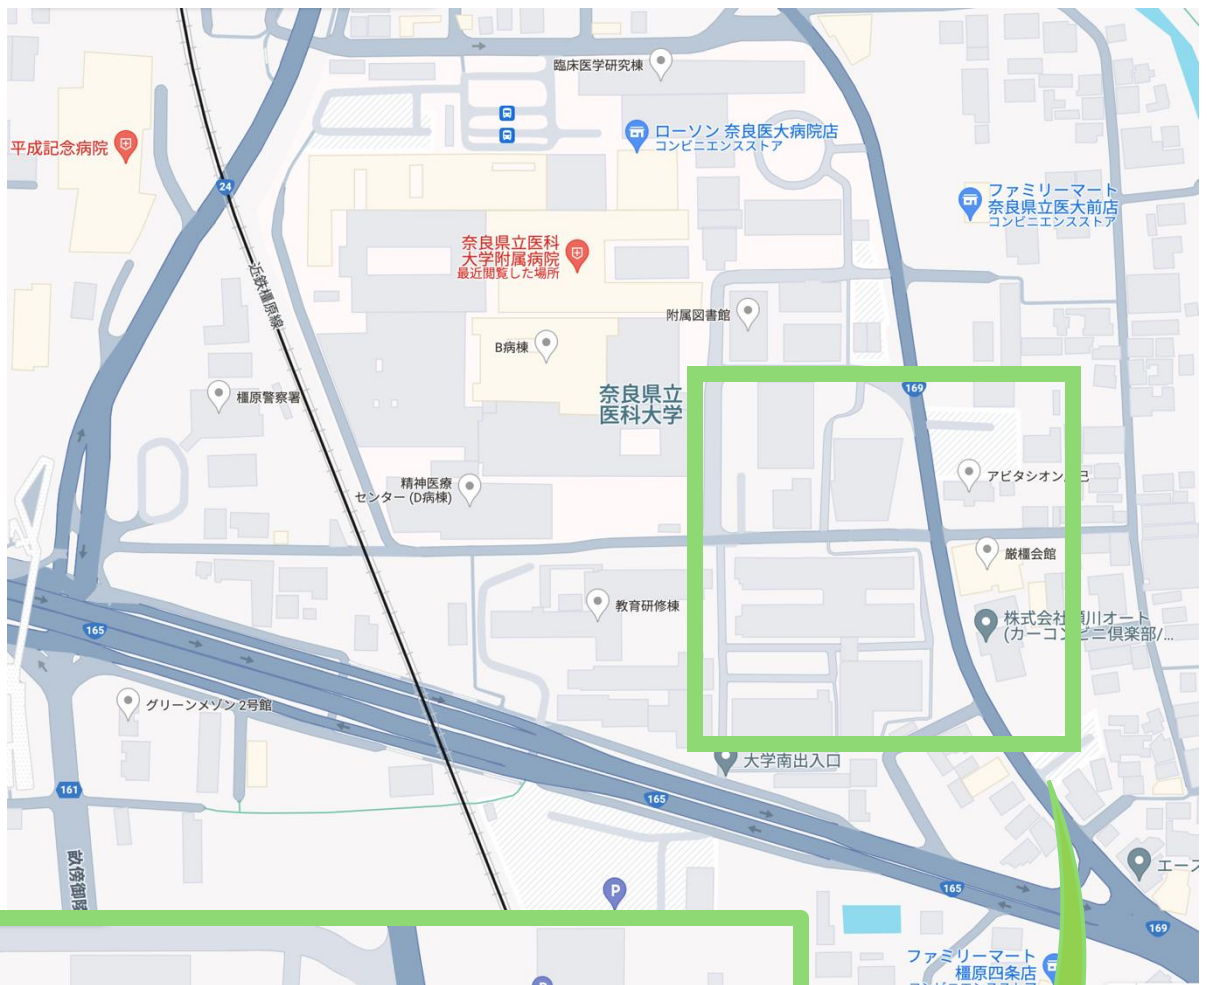 臨床医学研究棟
ローソン 奈良医大病院店
コンビニエンスストア
平成記念病院
24
ファミリーマート
奈良県立医大前店
コンビニエンスストア
奈良県立医科
大学附属病院
最近閲覧した場所
近鉄橿原線
附属図書館
B病棟
奈良県立
医科大学
169
橿原警察署
精神医療
センター (D病棟)
アビタシオン
己
厳橿会館
教育研修棟
株式会社
川オート
(カーコンビニ倶楽部/...
165
グリーンメゾン 2号館
大学南出入口
161
165
畝傍御陵
P
エース
165
169
ファミリーマート
橿原四条店